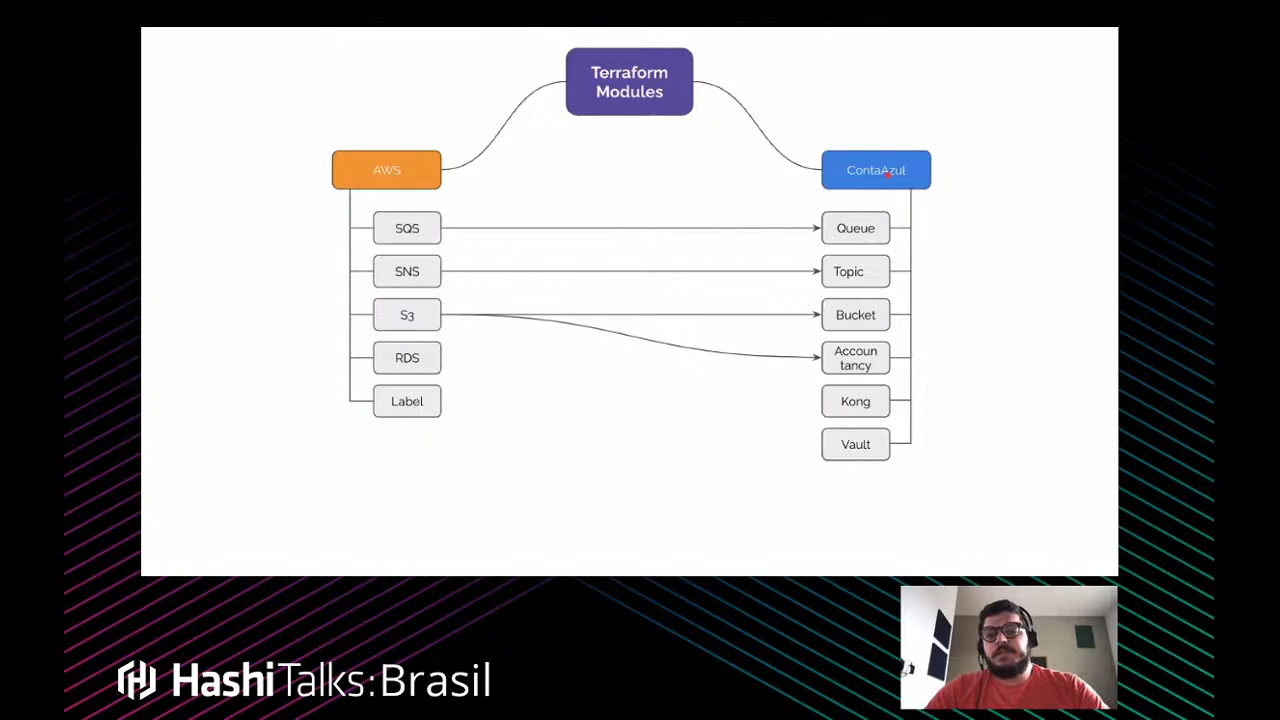 Terraform
Modules
AWS
ContaAzul
SQS
Queue
SNS
Topic
S3
Bucket
RDS
Accoun
tancy
Label
Kong
Vault
HashiTalks:Brasil